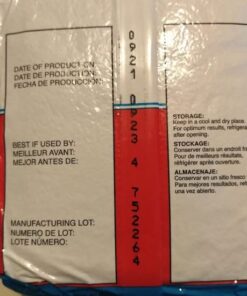 DATE OF PRODUCTION:
DATE DE PRODUCTION:
FECHA DE PRODUCCIÓN:
0921
BEST IF USED BY:
MEILLEUR AVANT:
MEJOR ANTES DE:
0923
4
MANUFACTURING LOT:
NUMERO DE LOT:
LOTE NÚMERO:
752264
STORAGE:
Keep in a cool and dry place.
For optimum results, refrigera
after opening.
STOCKAGE:
Conserver dans un endroit fr
Pour de meilleurs résultats,
réfrigérer après ouverture.
ALMACENAJE:
Conservar en un sitio fresco
Para mejores resultados, ref
una vez abierto.